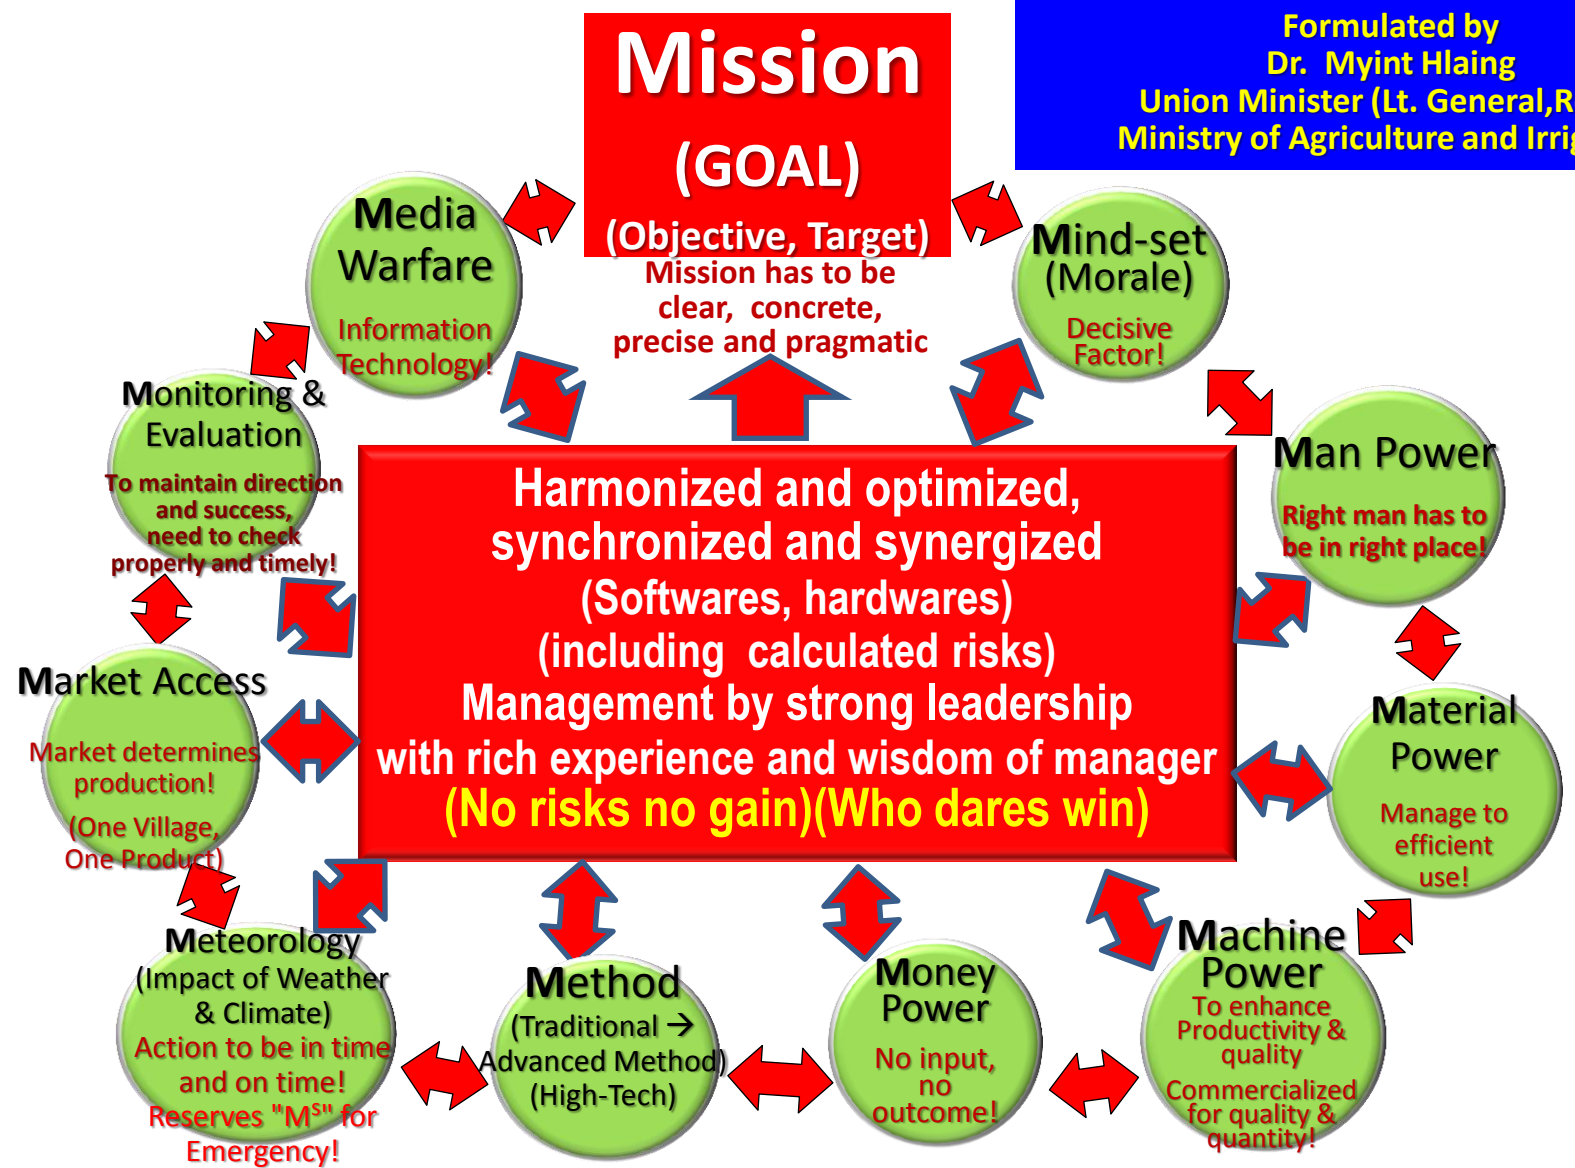 Mission
(GOAL)
(Objective, Target)
Mission has to be
clear, concrete,
precise and pragmatic
Formulated by
Dr. Myint Hlaing
Union Minister (Lt. General,
Ministry of Agriculture and
Media
Warfare
Information
Technology!
Mind-set
(Morale)
Decisive
Factor!
Monitoring &
Evaluation
To maintain direction
and success,
need to check
properly and timely!
Man Power
Right man has to
be in right place!
Harmonized and optimized,
synchronized and synergized
(Softwares, hardwares)
(including calculated risks)
Management by strong leadership
with rich experience and wisdom of manager
(No risks no gain)(Who dares win)
Market Access
Market determines
production!
(One Village,
One Product)
Material
Power
Manage to
efficient
use!
Meteorology
(Impact of Weather
& Climate)
Action to be in time
and on time!
Reserves "Mˢ" for
Emergency!
Method
(Traditional →
Advanced Method)
(High-Tech)
Money
Power
No input,
no
outcome!
Machine
Power
To enhance
Productivity &
quality
Commercialized
for quality &
quantity!